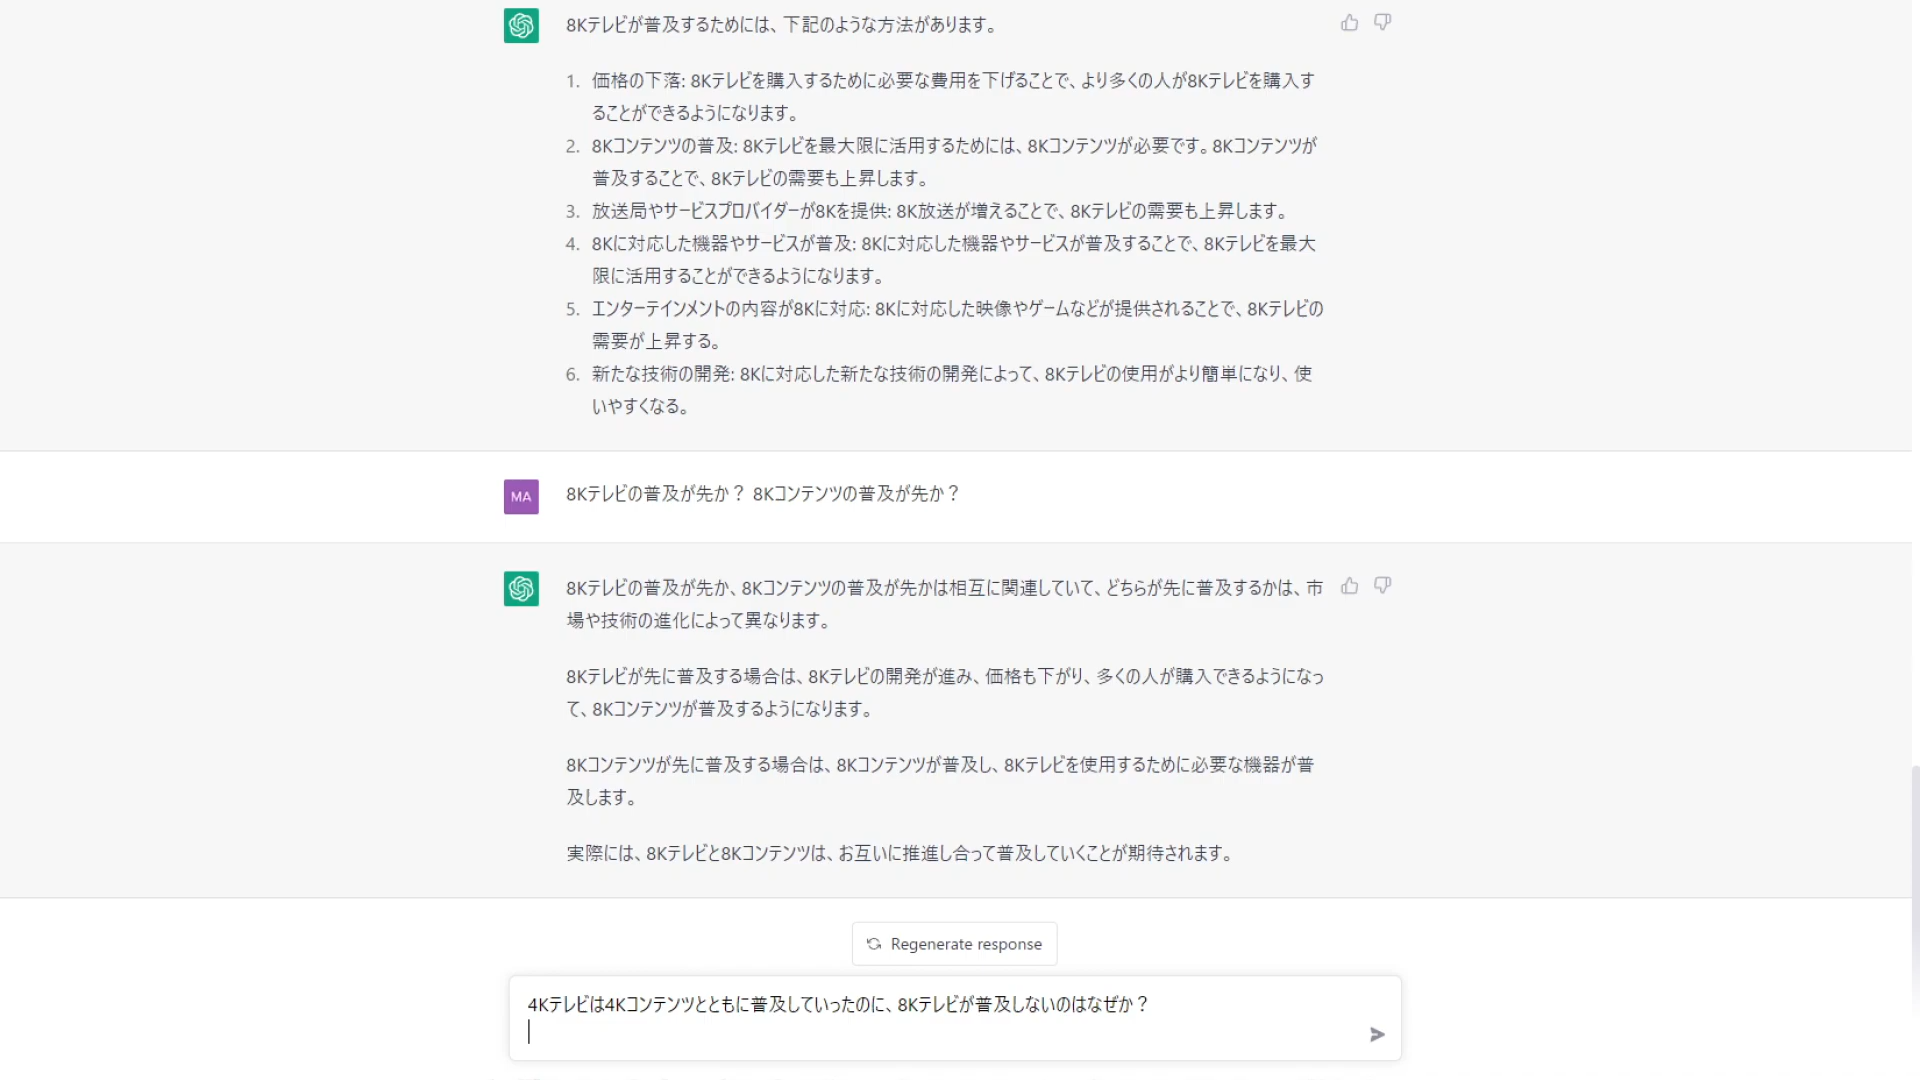 8Kテレビが普及するためには、下記のような方法があります。
1. 価格の下落: 8Kテレビを購入するために必要な費用を下げることで、より多くの人が8Kテレビを購入す
ることができるようになります。
2. 8Kコンテンツの普及: 8Kテレビを最大限に活用するためには、8Kコンテンツが必要です。8Kコンテンツが
普及することで、8Kテレビの需要も上昇します。
3. 放送局やサービスプロバイダーが8Kを提供: 8K放送が増えることで、8Kテレビの需要も上昇します。
4. 8Kに対応した機器やサービスが普及: 8Kに対応した機器やサービスが普及することで、8Kテレビを最大
限に活用することができるようになります。
5. エンターテインメントの内容が8Kに対応: 8Kに対応した映像やゲームなどが提供されることで、8Kテレビの
需要が上昇する。
6. 新たな技術の開発: 8Kに対応した新たな技術の開発によって、8Kテレビの使用がより簡単になり、使
いやすくなる。
MA
8Kテレビの普及が先か？ 8Kコンテンツの普及が先か？
8Kテレビの普及が先か、8Kコンテンツの普及が先かは相互に関連していて、どちらが先に普及するかは、市
場や技術の進化によって異なります。
8Kテレビが先に普及する場合は、8Kテレビの開発が進み、価格も下がり、多くの人が購入できるようになっ
て、8Kコンテンツが普及するようになります。
8Kコンテンツが先に普及する場合は、8Kコンテンツが普及し、8Kテレビを使用するために必要な機器が普
及します。
実際には、8Kテレビと8Kコンテンツは、お互いに推進し合って普及していくことが期待されます。
Regenerate response
4Kテレビは4Kコンテンツとともに普及していったのに、8Kテレビが普及しないのはなぜか？